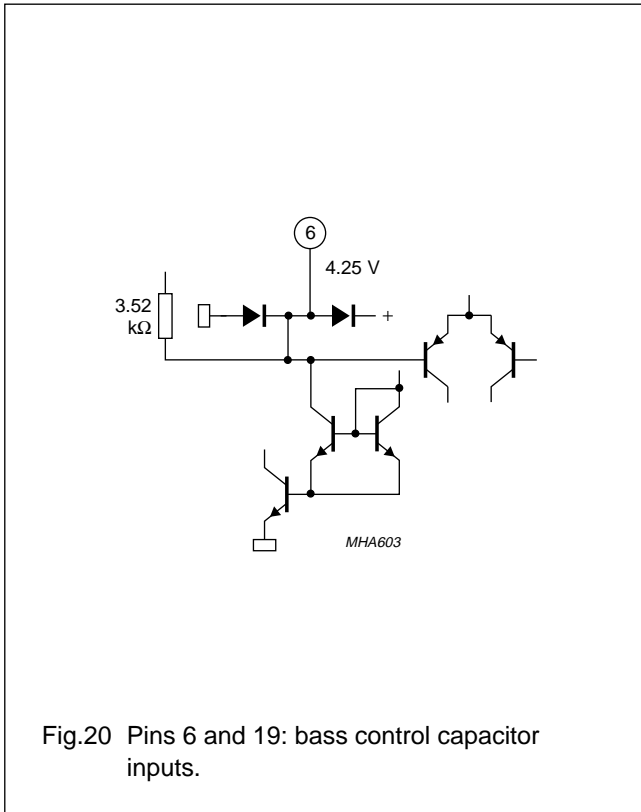 6
4.25 V
3.52
kΩ
+
MHA603
Fig.20 Pins 6 and 19: bass control capacitor
inputs.